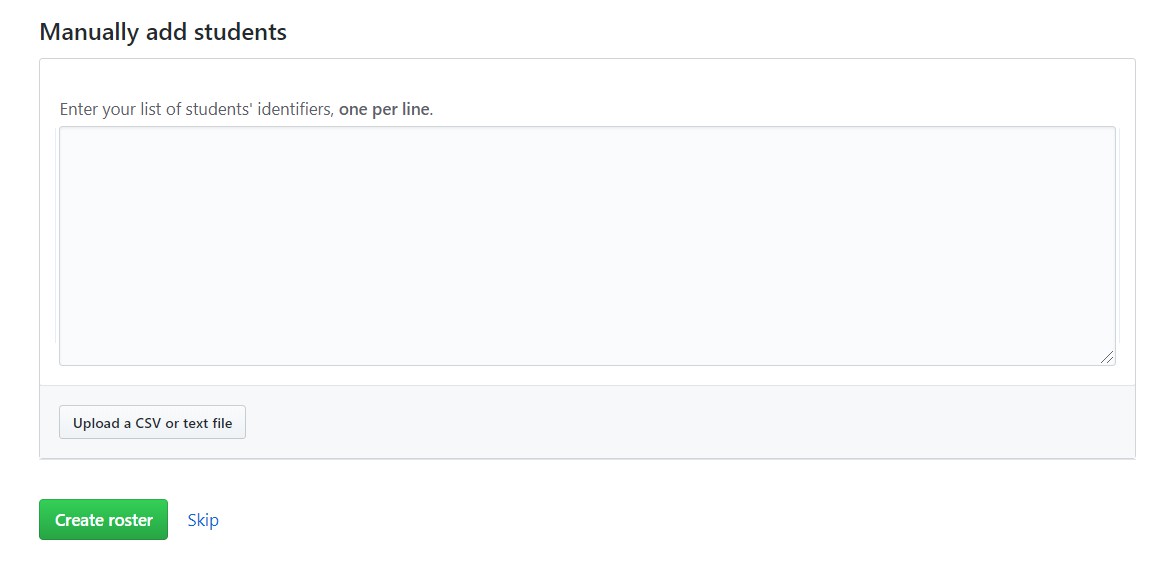 Manually add students
Enter your list of students' identifiers, one per line.
Upload a CSV or text file
Create roster Skip